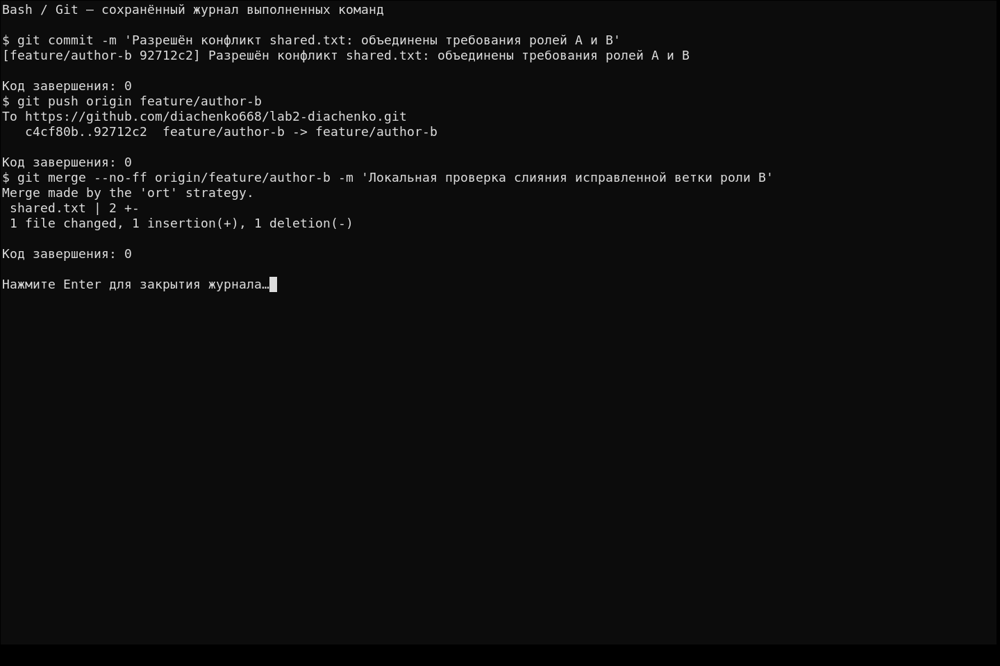 Bash / Git — сохранённый журнал выполненных команд
$ git commit -m 'Разрешён конфликт shared.txt: объединены требования ролей A и B'
[feature/author-b 92712c2] Разрешён конфликт shared.txt: объединены требования ролей A и B
Код завершения: 0
$ git push origin feature/author-b
To https://github.com/diachenko668/lab2-diachenko.git
   c4cf80b..92712c2  feature/author-b -> feature/author-b
Код завершения: 0
$ git merge --no-ff origin/feature/author-b -m 'Локальная проверка слияния исправленной ветки роли B'
Merge made by the 'ort' strategy.
 shared.txt | 2 +-
 1 file changed, 1 insertion(+), 1 deletion(-)
Код завершения: 0
Нажмите Enter для закрытия журнала…